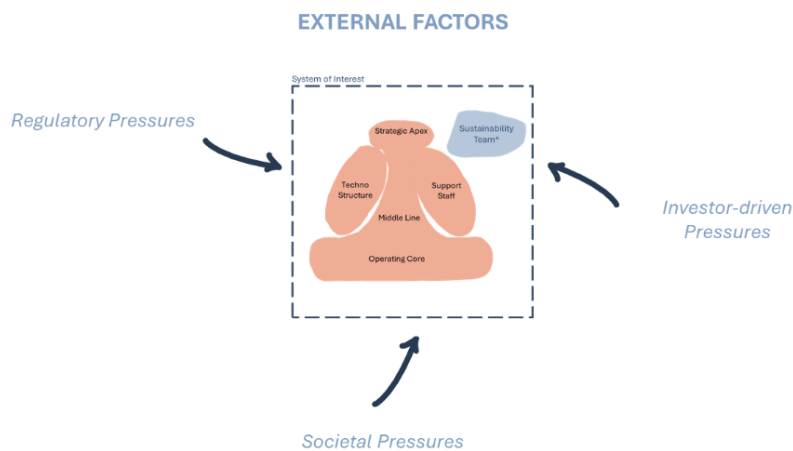 EXTERNAL FACTORS
System of Interest
Regulatory Pressures
Strategic Apex
Sustainability
Team*
Techno
Structure
Support
Staff
Middle Line
Investor-driven
Pressures
Operating Core
Societal Pressures